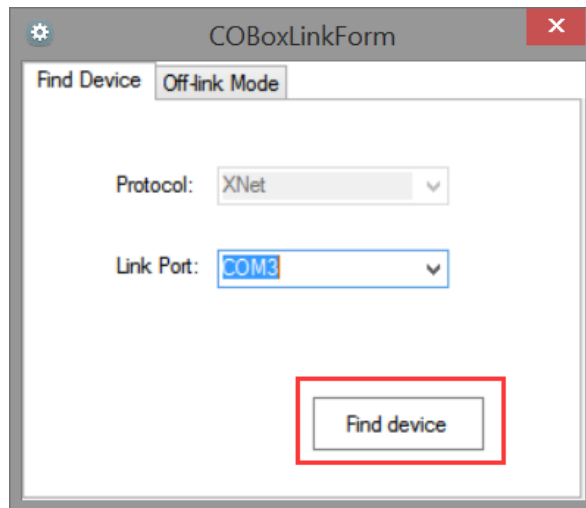 COBoxLinkForm
Find Device
Off-link Mode
Protocol: XNet
Link Port: COM3
Find device